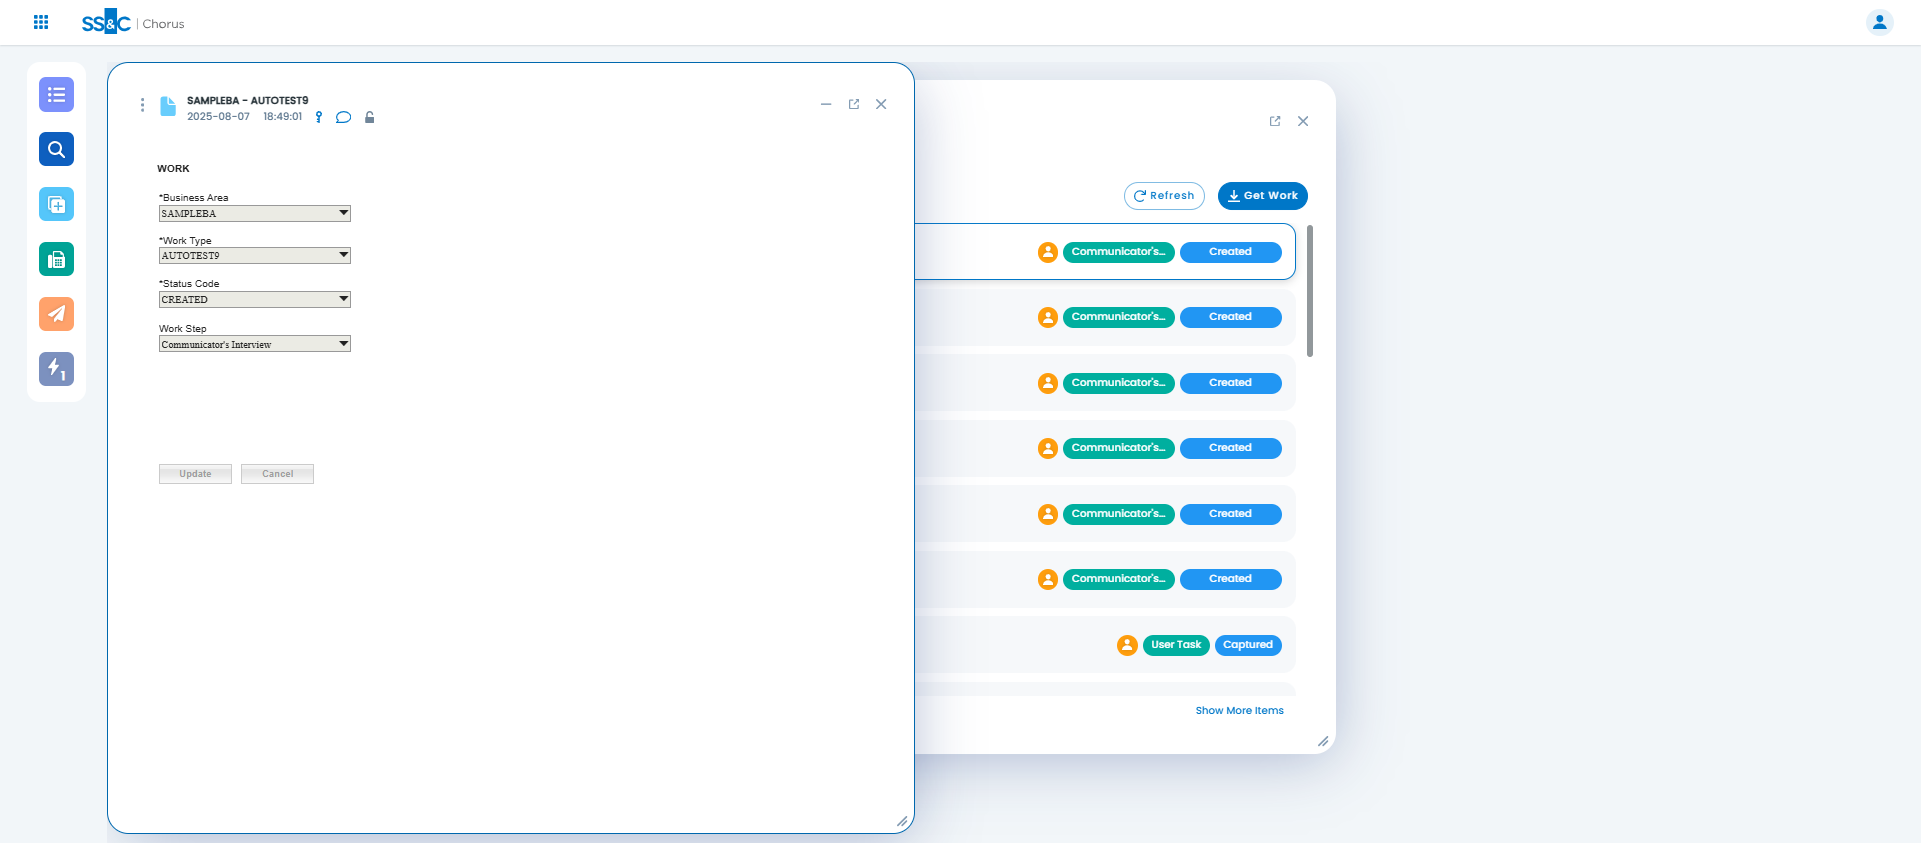 SS&C | Chorus
SAMPLEBA - AUTOTEST9
2025-08-07 18:49:01
WORK
*Business Area
SAMPLEBA
*Work Type
AUTOTEST9
*Status Code
CREATED
Work Step
Communicator's Interview
Update Cancel
1
Refresh Get Work
Communicator's... Created
Communicator's... Created
Communicator's... Created
Communicator's... Created
Communicator's... Created
Communicator's... Created
User Task Captured
Show More Items